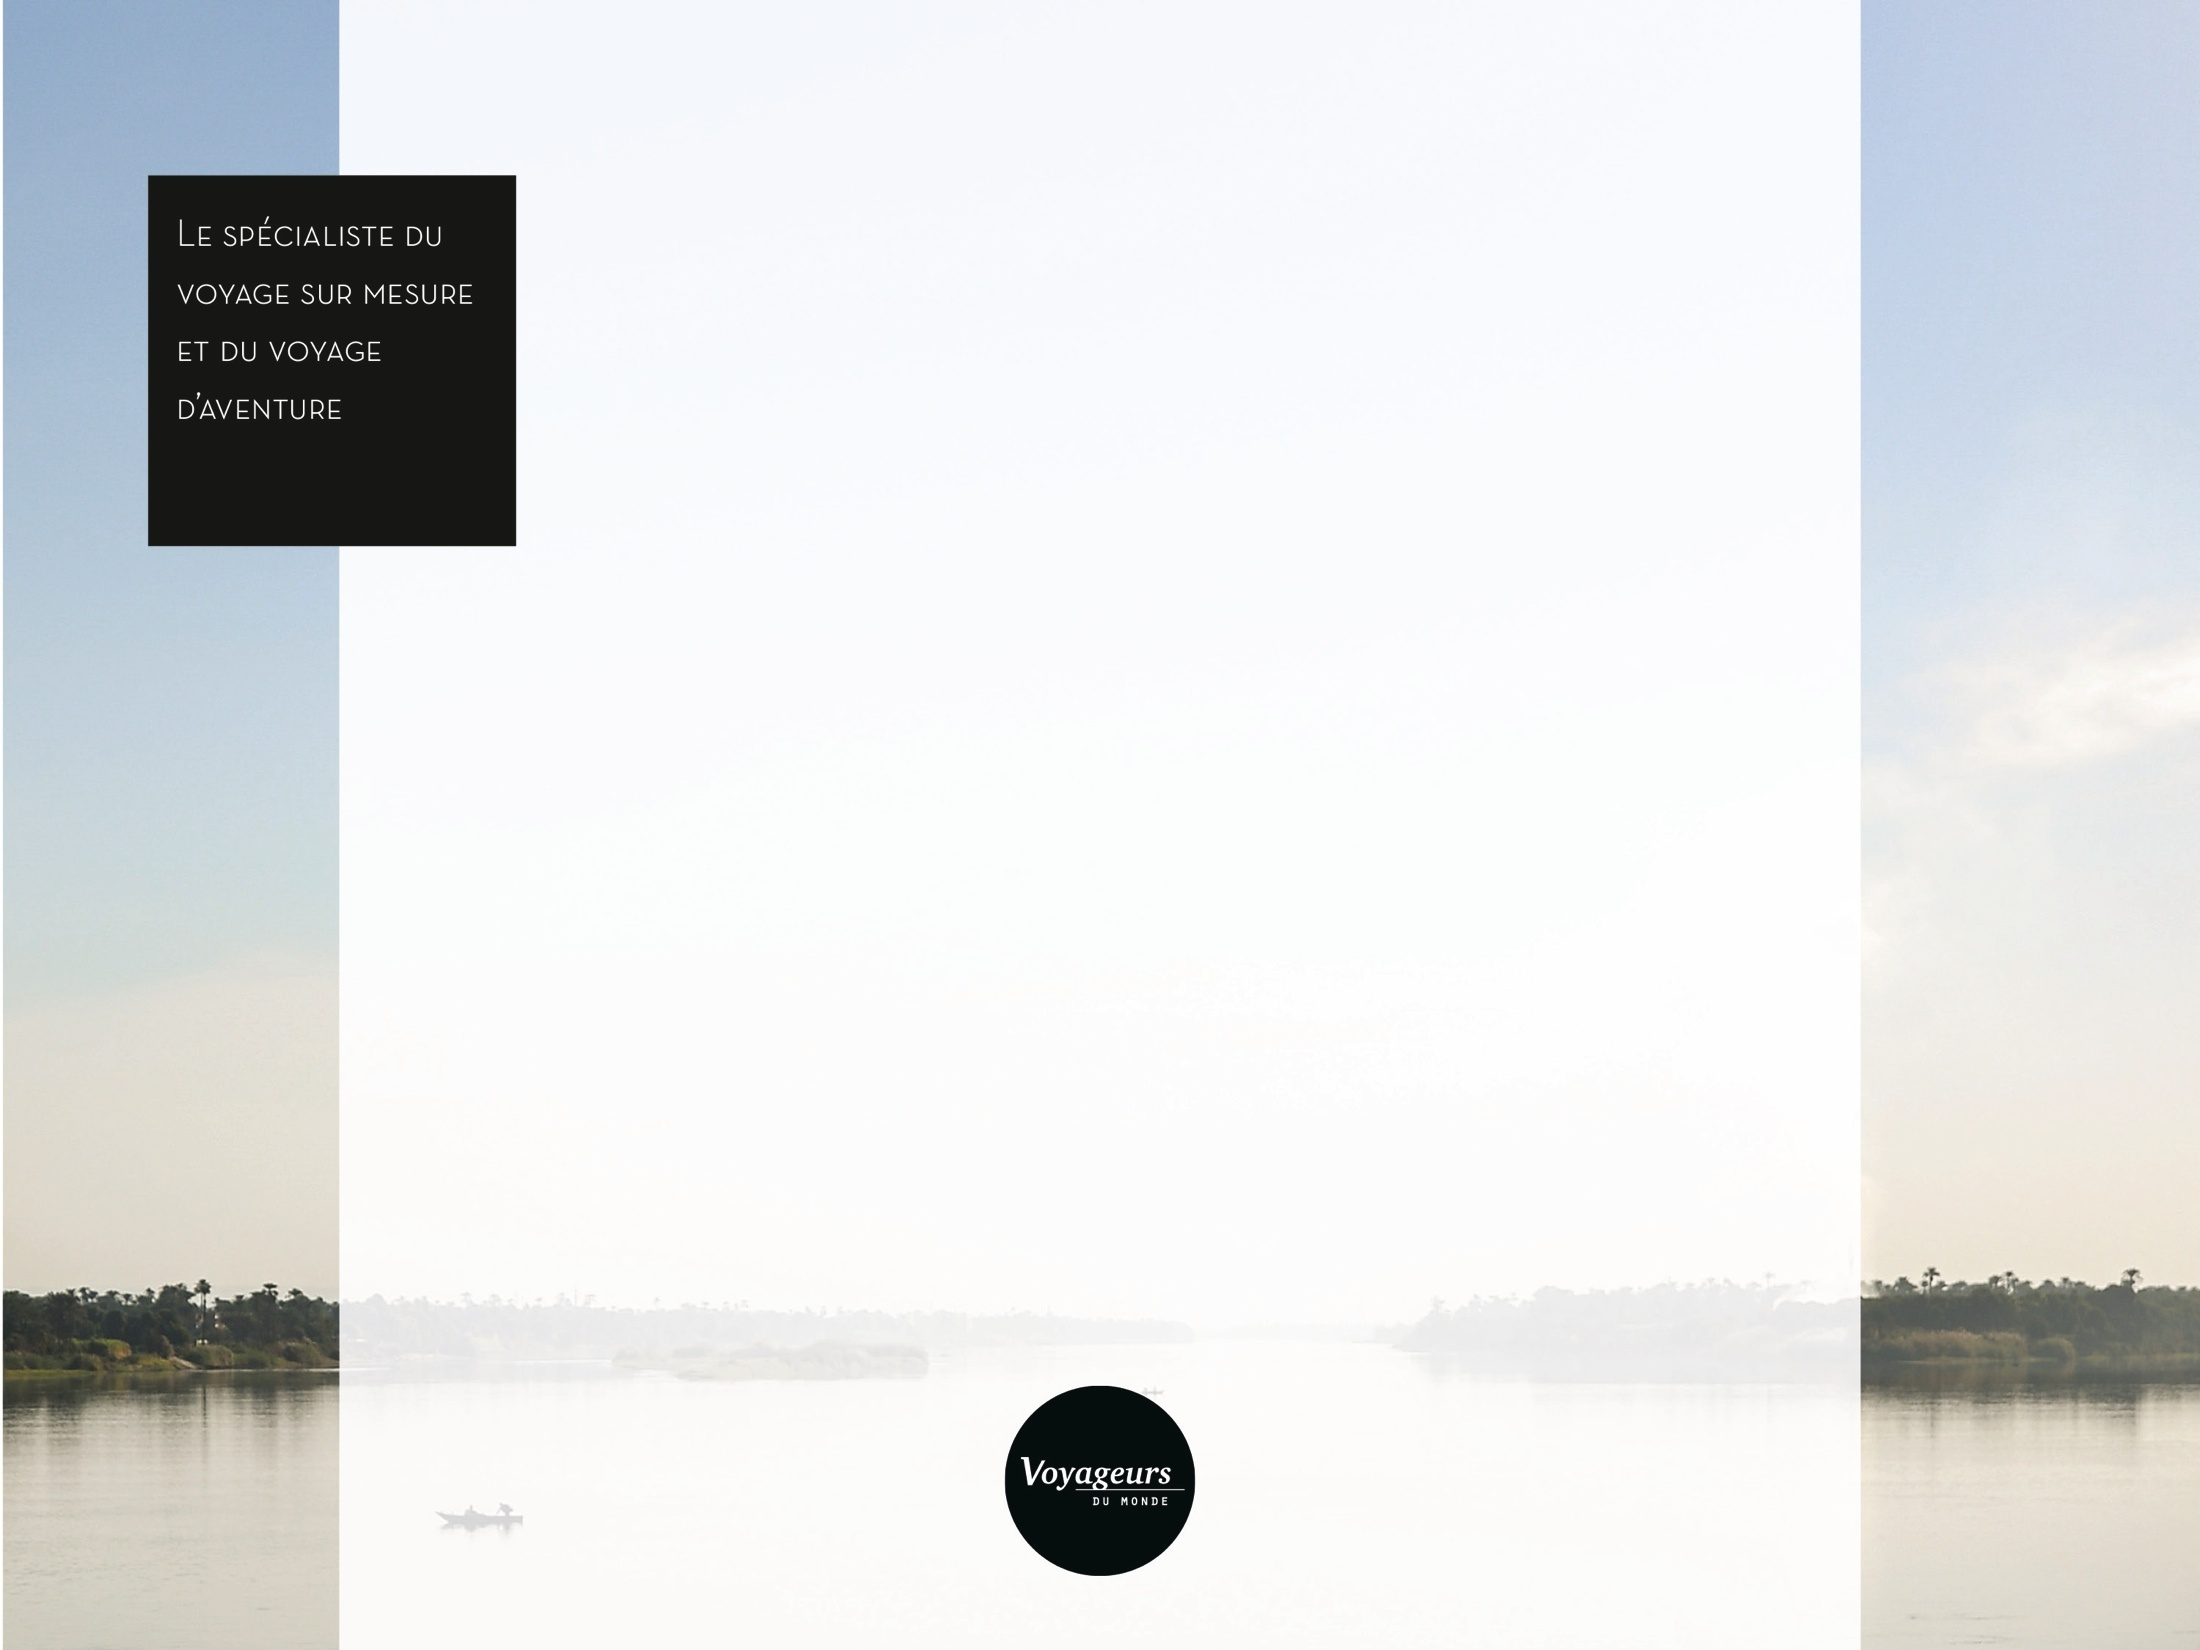 Le spécialiste du
voyage sur mesure
et du voyage
d’aventure
Voyageurs
DU MONDE